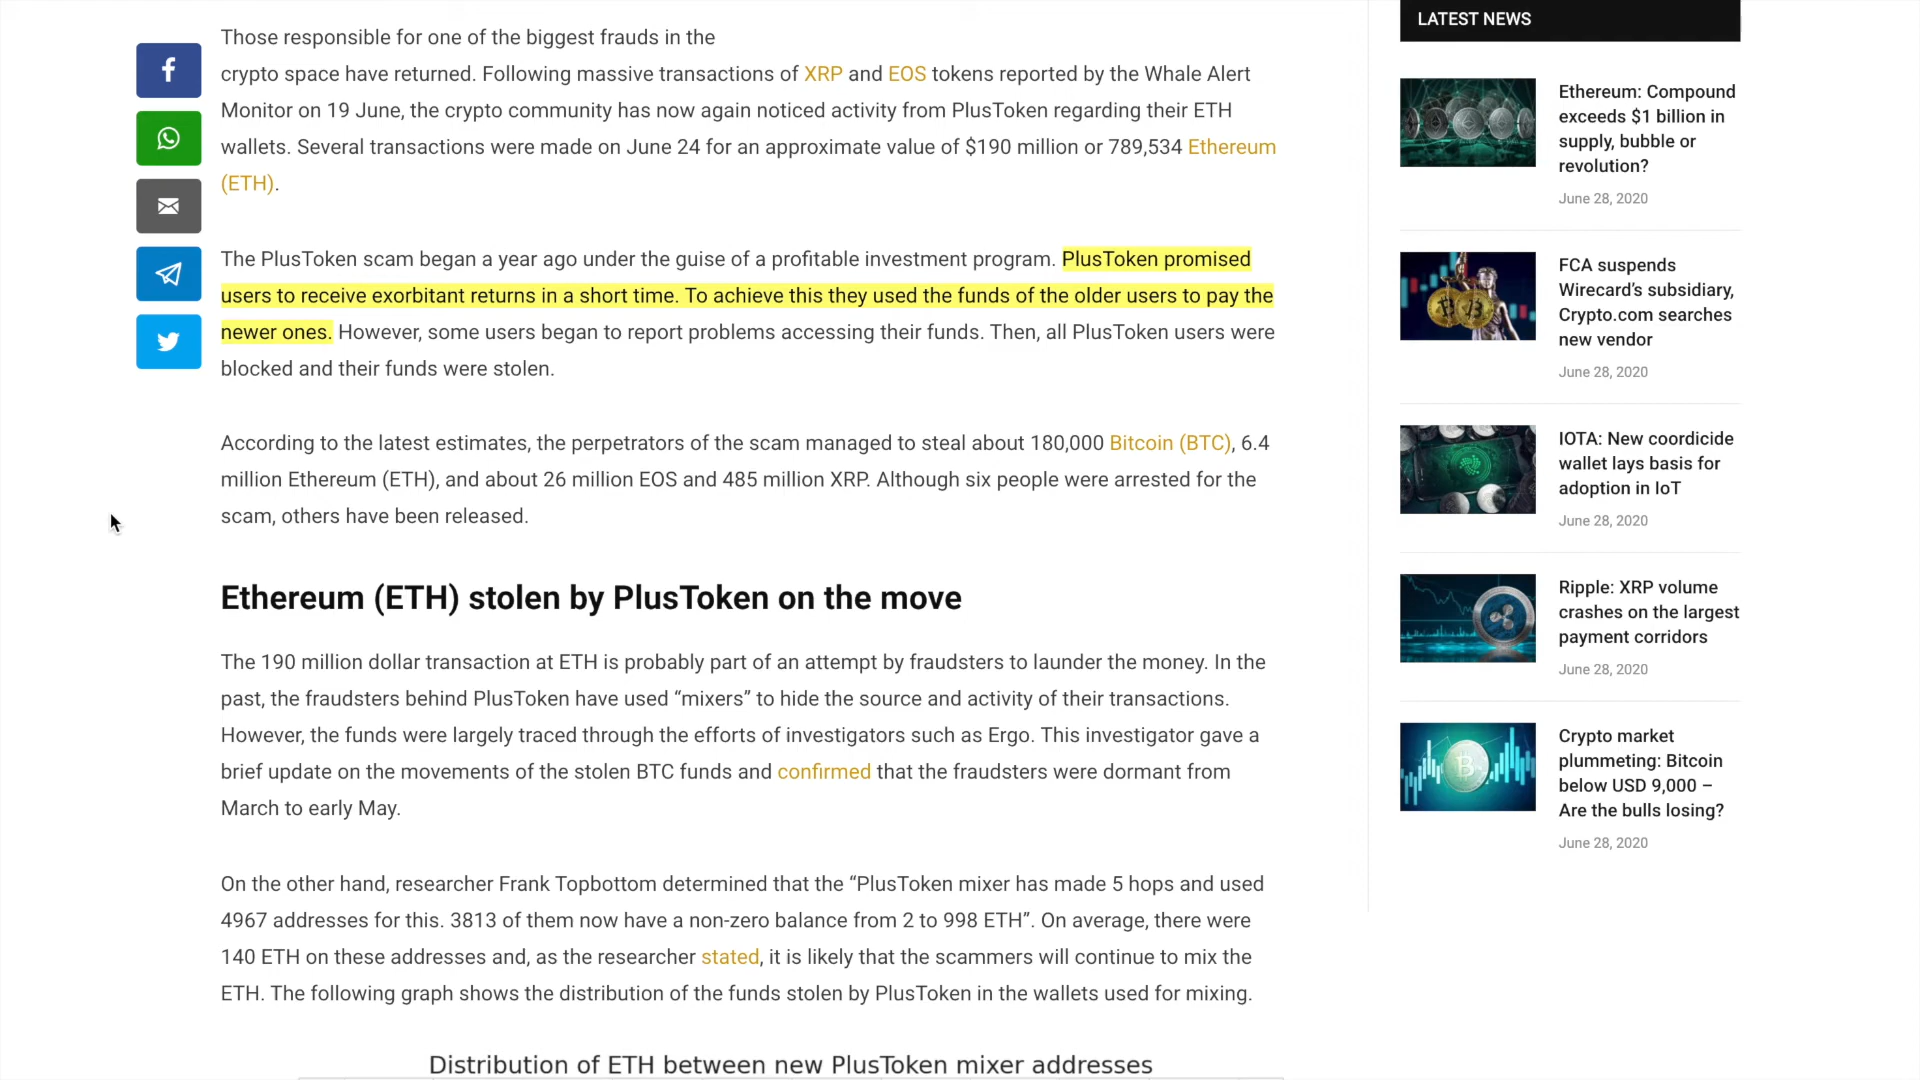 Those responsible for one of the biggest frauds in the
crypto space have returned. Following massive transactions of XRP and EOS tokens reported by the Whale Alert
Monitor on 19 June, the crypto community has now again noticed activity from PlusToken regarding their ETH
wallets. Several transactions were made on June 24 for an approximate value of $190 million or 789,534 Ethereum
(ETH).
The PlusToken scam began a year ago under the guise of a profitable investment program. PlusToken promised
users to receive exorbitant returns in a short time. To achieve this they used the funds of the older users to pay the
newer ones. However, some users began to report problems accessing their funds. Then, all PlusToken users were
blocked and their funds were stolen.
According to the latest estimates, the perpetrators of the scam managed to steal about 180,000 Bitcoin (BTC), 6.4
million Ethereum (ETH), and about 26 million EOS and 485 million XRP. Although six people were arrested for the
scam, others have been released.
Ethereum (ETH) stolen by PlusToken on the move
The 190 million dollar transaction at ETH is probably part of an attempt by fraudsters to launder the money. In the
past, the fraudsters behind PlusToken have used “mixers” to hide the source and activity of their transactions.
However, the funds were largely traced through the efforts of investigators such as Ergo. This investigator gave a
brief update on the movements of the stolen BTC funds and confirmed that the fraudsters were dormant from
March to early May.
On the other hand, researcher Frank Topbottom determined that the “PlusToken mixer has made 5 hops and used
4967 addresses for this. 3813 of them now have a non-zero balance from 2 to 998 ETH”. On average, there were
140 ETH on these addresses and, as the researcher stated, it is likely that the scammers will continue to mix the
ETH. The following graph shows the distribution of the funds stolen by PlusToken in the wallets used for mixing.
Distribution of ETH between new PlusToken mixer addresses
LATEST NEWS
Ethereum: Compound
exceeds $1 billion in
supply, bubble or
revolution?
June 28, 2020
FCA suspends
Wirecard’s subsidiary,
Crypto.com searches
new vendor
June 28, 2020
IOTA: New coordicide
wallet lays basis for
adoption in IoT
June 28, 2020
Ripple: XRP volume
crashes on the largest
payment corridors
June 28, 2020
Crypto market
plummeting: Bitcoin
below USD 9,000 –
Are the bulls losing?
June 28, 2020